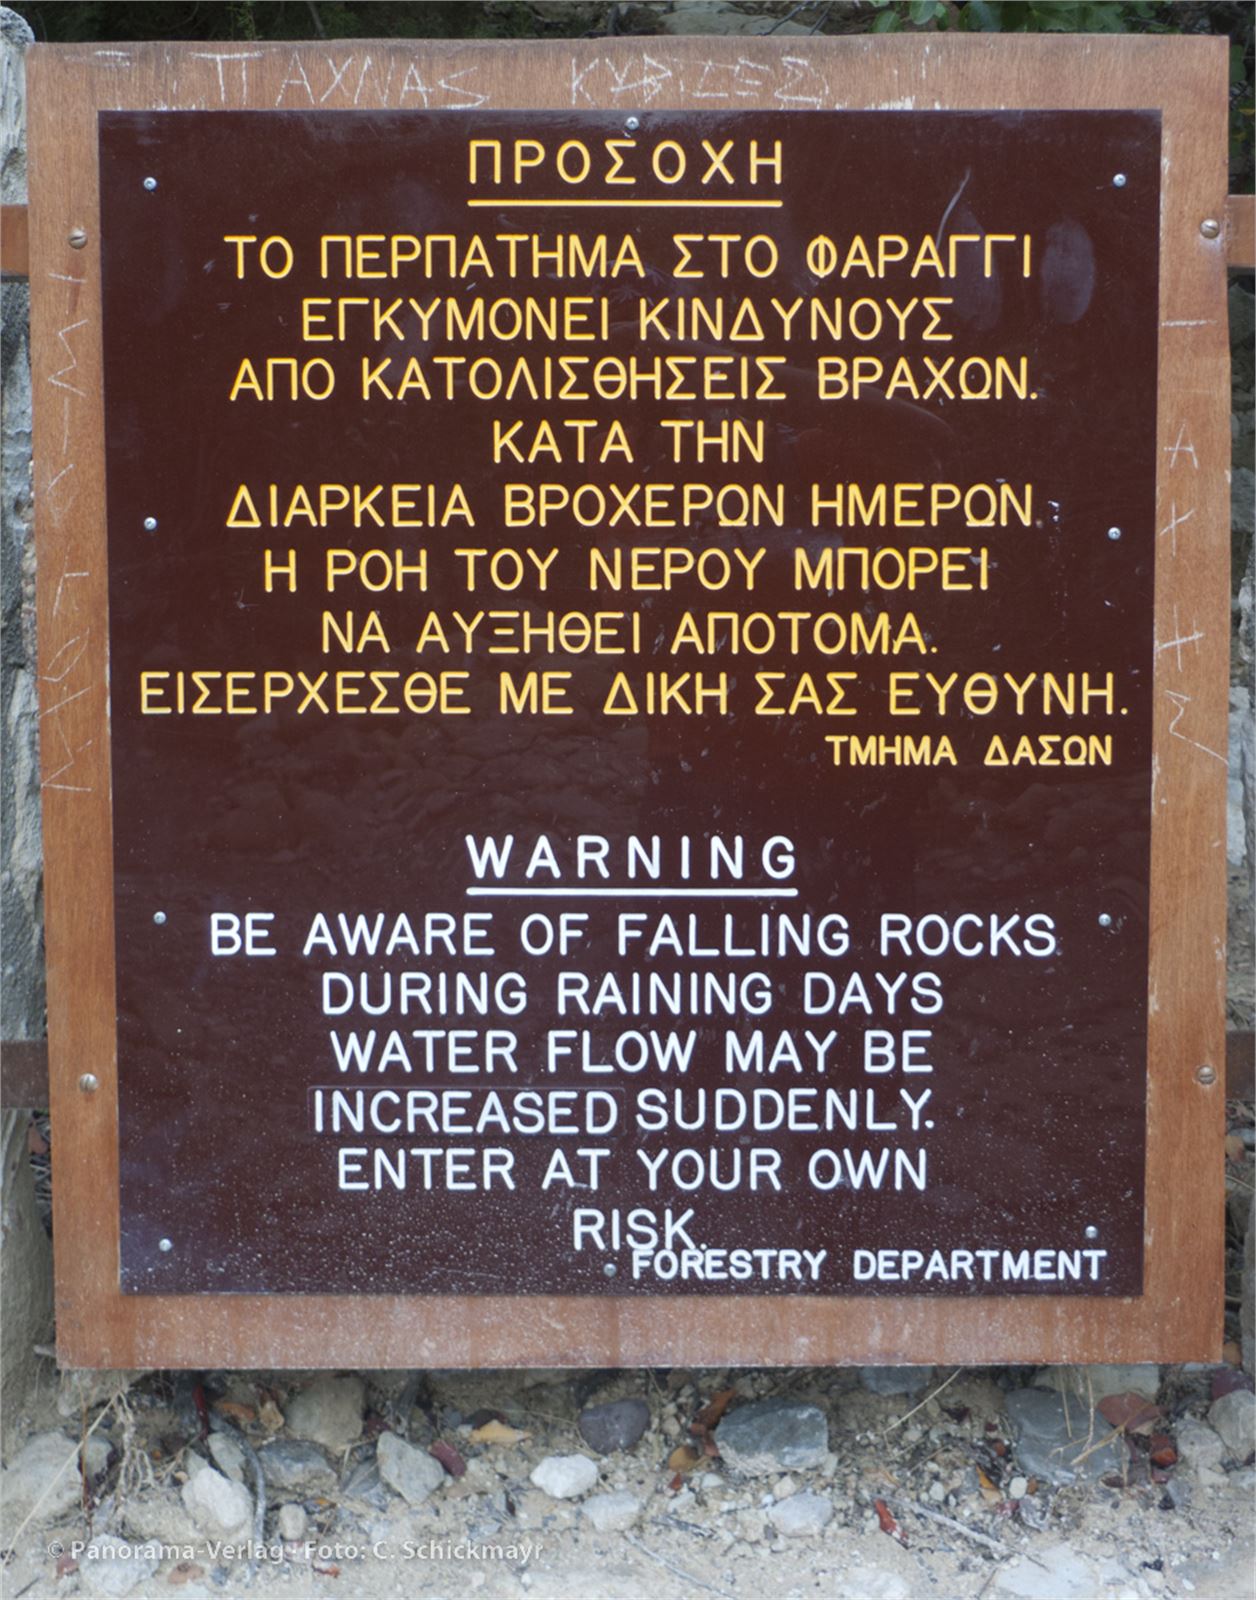 ΠΑΧΝΑΣ
ΠΡΟΣΟΧΗ
ΤΟ ΠΕΡΠΑΤΗΜΑ ΣΤΟ ΦΑΡΑΓΓΙ
ΕΓΚΥΜΟΝΕΙ ΚΙΝΔΥΝΟΥΣ
ΑΠΟ ΚΑΤΟΛΙΣΘΗΣΕΙΣ ΒΡΑΧΩΝ.
ΚΑΤΑ ΤΗΝ
ΔΙΑΡΚΕΙΑ ΒΡΟΧΕΡΩΝ ΗΜΕΡΩΝ
Η ΡΟΗ ΤΟΥ ΝΕΡΟΥ ΜΠΟΡΕΙ
ΝΑ ΑΥΞΗΘΕΙ ΑΠΟΤΟΜΑ.
ΕΙΣΕΡΧΕΣΘΕ ΜΕ ΔΙΚΗ ΣΑΣ ΕΥΘΥΝΗ.
ΤΜΗΜΑ ΔΑΣΩΝ
WARNING
BE AWARE OF FALLING ROCKS
DURING RAINING DAYS
WATER FLOW MAY BE
INCREASED SUDDENLY.
ENTER AT YOUR OWN
RISK.
FORESTRY DEPARTMENT
© Panorama-Verlag · Foto: C. Schickmayr